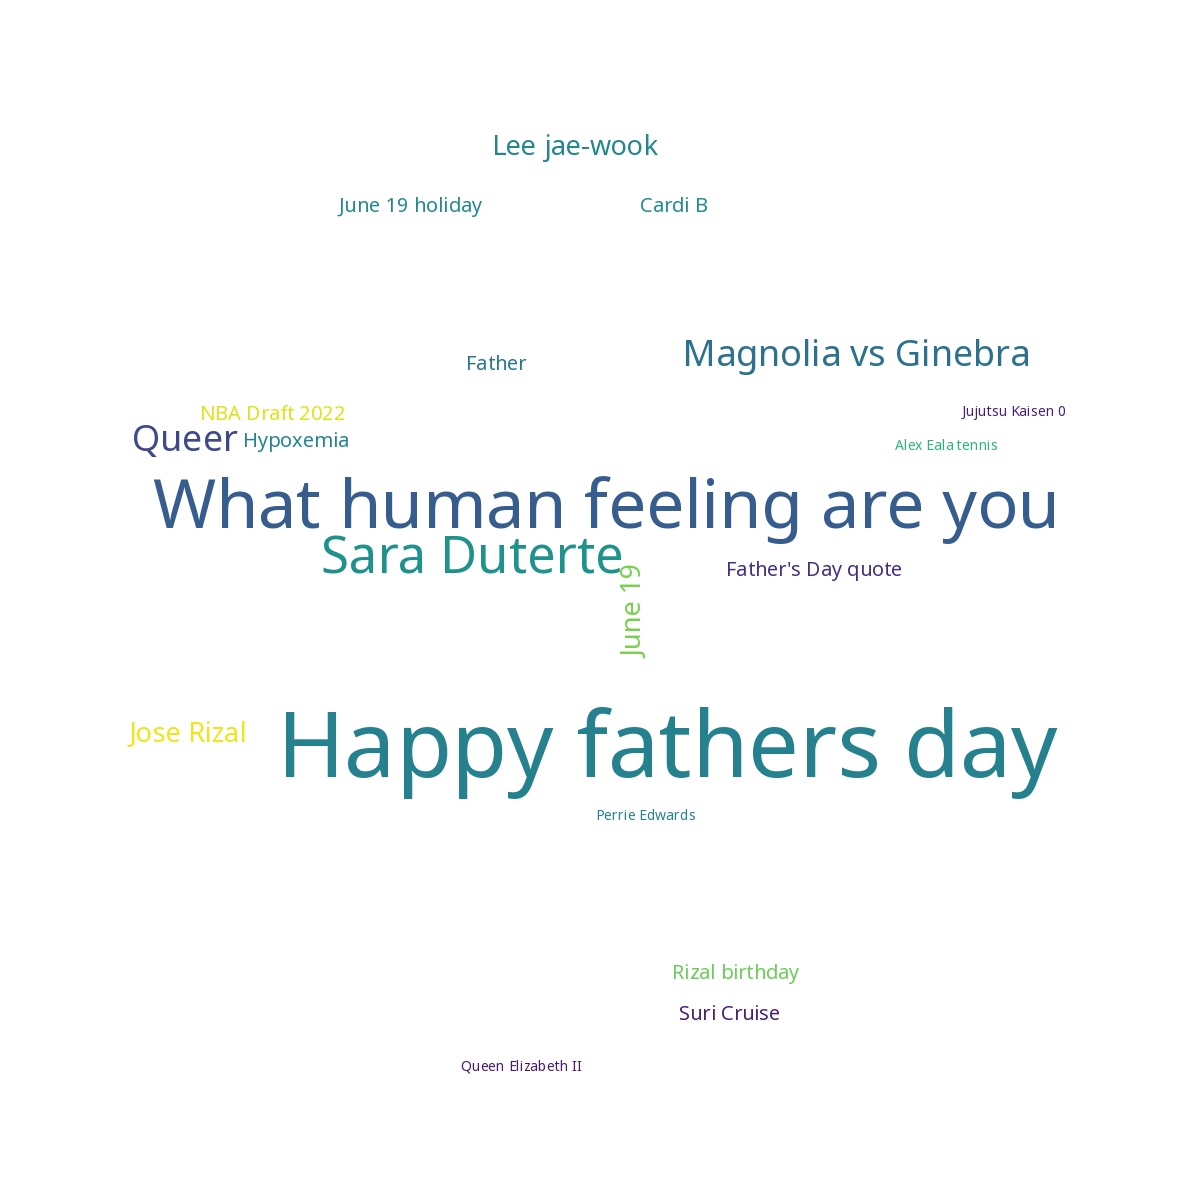 Lee jae-wook
June 19 holiday
Cardi B
Magnolia vs Ginebra
Father
NBA Draft 2022
Jujutsu Kaisen 0
Queer
Hypoxemia
Alex Eala tennis
What human feeling are you
Sara Duterte
Father's Day quote
June 19
Jose Rizal
Happy fathers day
Perrie Edwards
Rizal birthday
Suri Cruise
Queen Elizabeth II